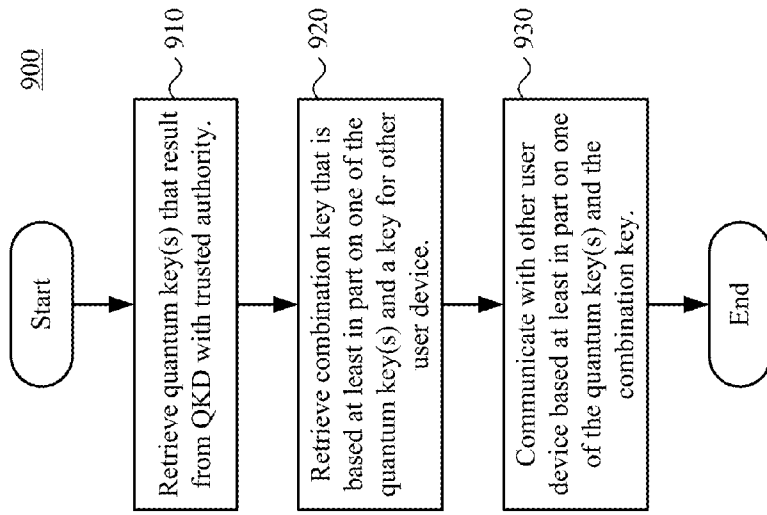 900
Start
910
Retrieve quantum key(s) that result
from QKD with trusted authority.
920
Retrieve combination key that is
based at least in part on one of the
quantum key(s) and a key for other
user device.
930
Communicate with other user
device based at least in part on one
of the quantum key(s) and the
combination key.
End